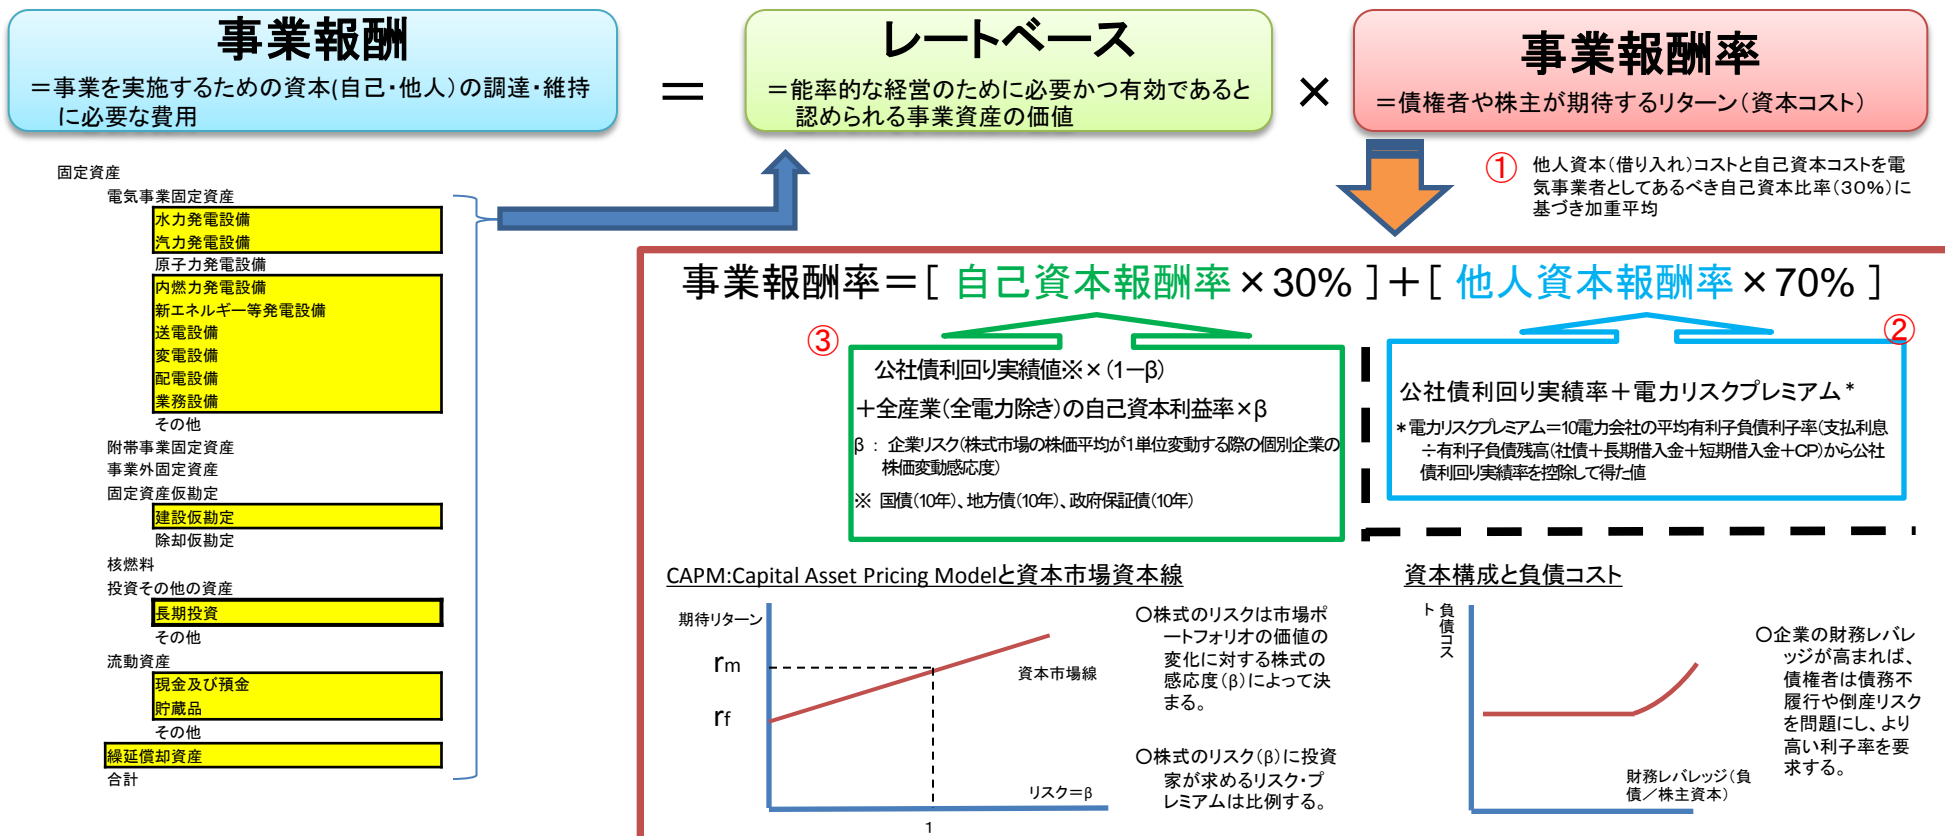 事業報酬
＝事業を実施するための資本(自己・他人)の調達・維持
に必要な費用
＝
レートベース
＝能率的な経営のために必要かつ有効であると
認められる事業資産の価値
×
事業報酬率
＝債権者や株主が期待するリターン（資本コスト）
固定資産
電気事業固定資産
水力発電設備
汽力発電設備
原子力発電設備
内燃力発電設備
新エネルギー等発電設備
送電設備
変電設備
配電設備
業務設備
その他
附帯事業固定資産
事業外固定資産
固定資産仮勘定
建設仮勘定
除却仮勘定
核燃料
投資その他の資産
長期投資
その他
流動資産
現金及び預金
貯蔵品
その他
繰延償却資産
合計
① 他人資本（借り入れ）コストと自己資本コストを電
気事業者としてあるべき自己資本比率（30％）に
基づき加重平均
事業報酬率＝[ 自己資本報酬率×30% ]＋[ 他人資本報酬率×70% ]
③
公社債利回り実績値※×（1－β）
＋全産業（全電力除き）の自己資本利益率×β
β ： 企業リスク（株式市場の株価平均が1単位変動する際の個別企業の
株価変動感応度）
※ 国債（10年）、地方債（10年）、政府保証債（10年）
②
公社債利回り実績率＋電力リスクプレミアム*
*電力リスクプレミアム＝10電力会社の平均有利子負債利子率（支払利息
÷有利子負債残高（社債＋長期借入金＋短期借入金＋CP）から公社
債利回り実績率を控除して得た値
CAPM:Capital Asset Pricing Modelと資本市場資本線
期待リターン
rm
rf
資本市場線
リスク＝β
1
○株式のリスクは市場ポ
ートフォリオの価値の
変化に対する株式の
感応度（β）によって決
まる。
○株式のリスク（β）に投資
家が求めるリスク・プ
レミアムは比例する。
資本構成と負債コスト
負債コスト
財務レバレッジ（負
債／株主資本）
○企業の財務レバレ
ッジが高まれば、
債権者は債務不
履行や倒産リスク
を問題にし、より
高い利子率を要
求する。